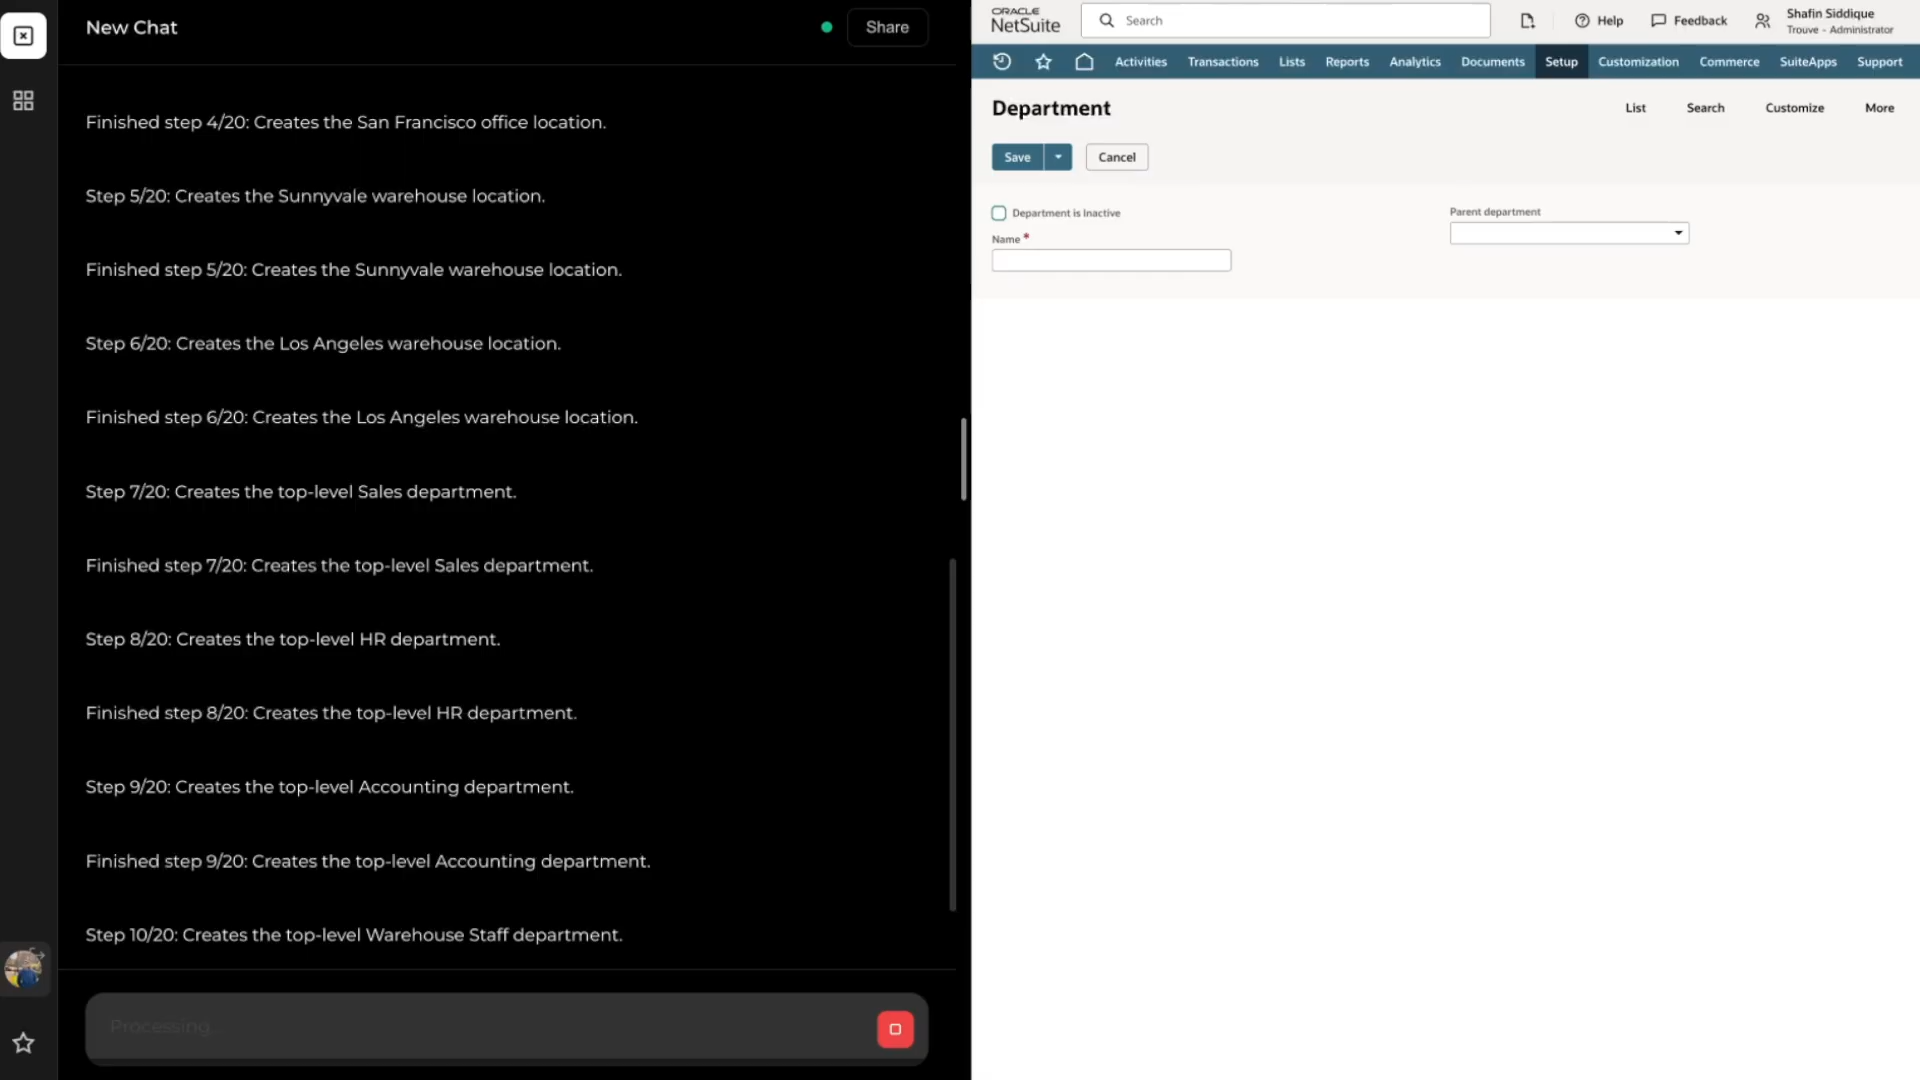 New Chat
Share
Finished step 4/20: Creates the San Francisco office location.
Step 5/20: Creates the Sunnyvale warehouse location.
Finished step 5/20: Creates the Sunnyvale warehouse location.
Step 6/20: Creates the Los Angeles warehouse location.
Finished step 6/20: Creates the Los Angeles warehouse location.
Step 7/20: Creates the top-level Sales department.
Finished step 7/20: Creates the top-level Sales department.
Step 8/20: Creates the top-level HR department.
Finished step 8/20: Creates the top-level HR department.
Step 9/20: Creates the top-level Accounting department.
Finished step 9/20: Creates the top-level Accounting department.
Step 10/20: Creates the top-level Warehouse Staff department.
Processing...
ORACLE
NetSuite
Search
Help
Feedback
Shafin Siddique
Trouve - Administrator
Activities Transactions Lists Reports Analytics Documents Setup Customization Commerce SuiteApps Support
Department
List Search Customize More
Save
Cancel
Department is Inactive
Name *
Parent department